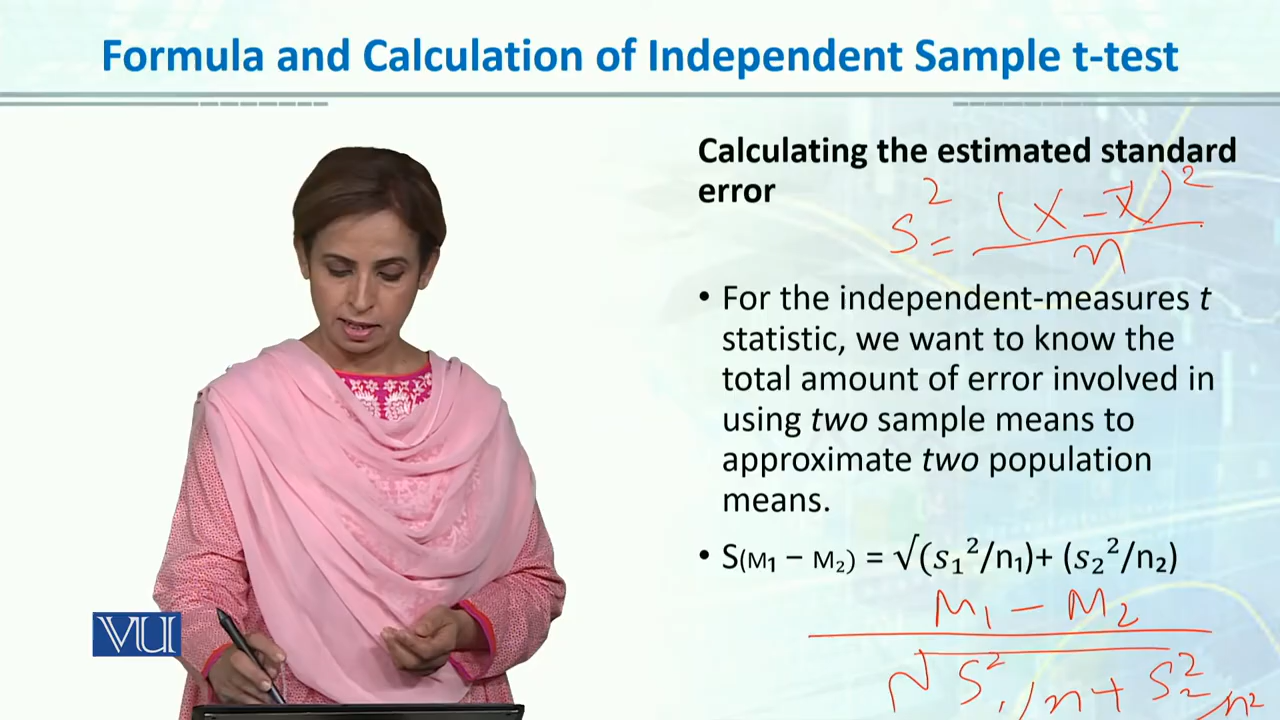 Formula and Calculation of Independent Sample t-test
Calculating the estimated standard
error
s² = (x - x̄)² / n
• For the independent-measures t
statistic, we want to know the
total amount of error involved in
using two sample means to
approximate two population
means.
• S(M₁ − M₂) = √(s₁²/n₁)+ (s₂²/n₂)
M₁ - M₂
√S²₁/n + S²₂ n²
VU